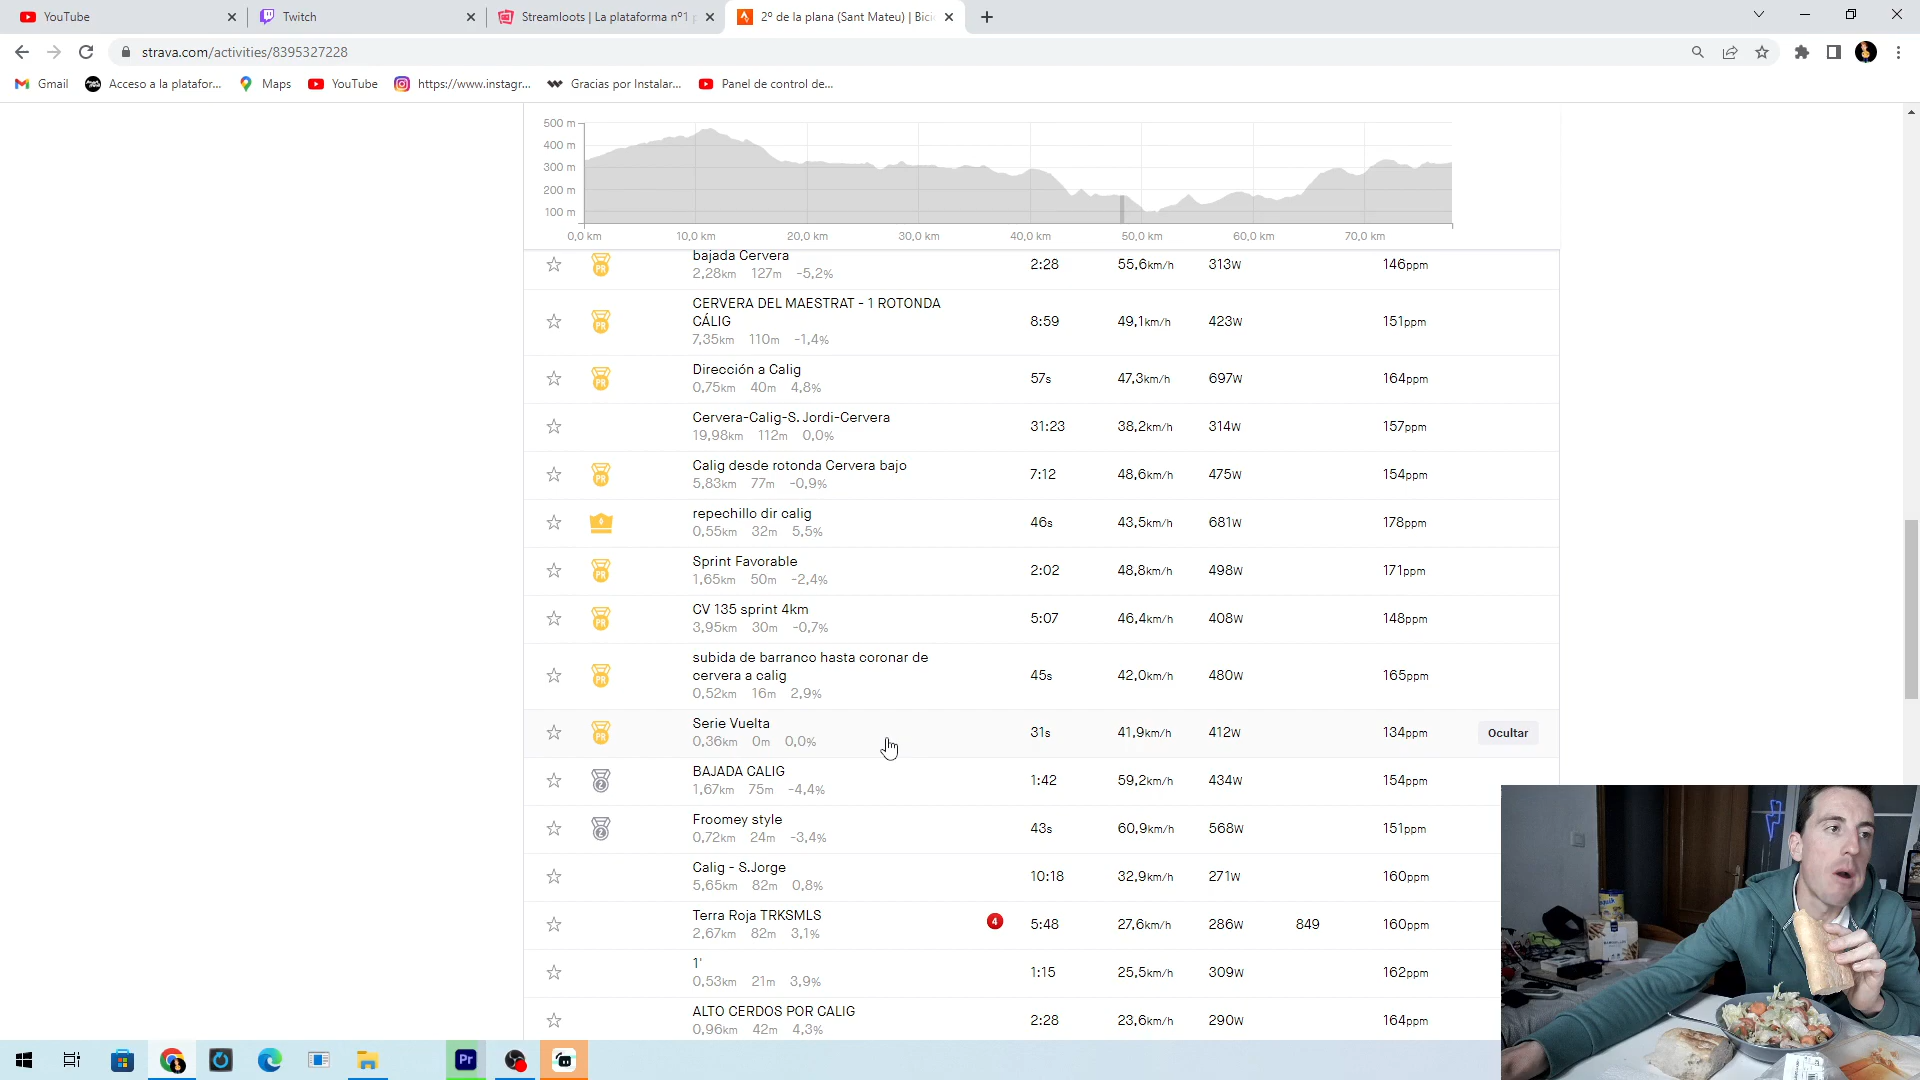 YouTube
Twitch
Streamloots | La plataforma nº1
2º de la plana (Sant Mateu) | Bici
strava.com/activities/8395327228
Gmail
Acceso a la platafor...
Maps
YouTube
https://www.instagr...
Gracias por Instalar...
Panel de control de...
500 m
400 m
300 m
200 m
100 m
0,0 km 10,0 km 20,0 km 30,0 km 40,0 km 50,0 km 60,0 km 70,0 km
bajada Cervera
2,28km 127m -5,2%
2:28 55,6km/h 313W 146ppm
CERVERA DEL MAESTRAT - 1 ROTONDA
CÁLIG
7,35km 110m -1,4%
8:59 49,1km/h 423W 151ppm
Dirección a Calig
0,75km 40m 4,8%
57s 47,3km/h 697W 164ppm
Cervera-Calig-S. Jordi-Cervera
19,98km 112m 0,0%
31:23 38,2km/h 314W 157ppm
Calig desde rotonda Cervera bajo
5,83km 77m -0,9%
7:12 48,6km/h 475W 154ppm
repechillo dir calig
0,55km 32m 5,5%
46s 43,5km/h 681W 178ppm
Sprint Favorable
1,65km 50m -2,4%
2:02 48,8km/h 498W 171ppm
CV 135 sprint 4km
3,95km 30m -0,7%
5:07 46,4km/h 408W 148ppm
subida de barranco hasta coronar de
cervera a calig
0,52km 16m 2,9%
45s 42,0km/h 480W 165ppm
Serie Vuelta
0,36km 0m 0,0%
31s 41,9km/h 412W 134ppm Ocultar
BAJADA CALIG
1,67km 75m -4,4%
1:42 59,2km/h 434W 154ppm
Froomey style
0,72km 24m -3,4%
43s 60,9km/h 568W 151ppm
Calig - S.Jorge
5,65km 82m 0,8%
10:18 32,9km/h 271W 160ppm
Terra Roja TRKSMLS
2,67km 82m 3,1%
4 5:48 27,6km/h 286W 849 160ppm
1'
0,53km 21m 3,9%
1:15 25,5km/h 309W 162ppm
ALTO CERDOS POR CALIG
0,96km 42m 4,3%
2:28 23,6km/h 290W 164ppm
PR
PR
PR
PR
PR
PR
PR
PR
2
2
Pr